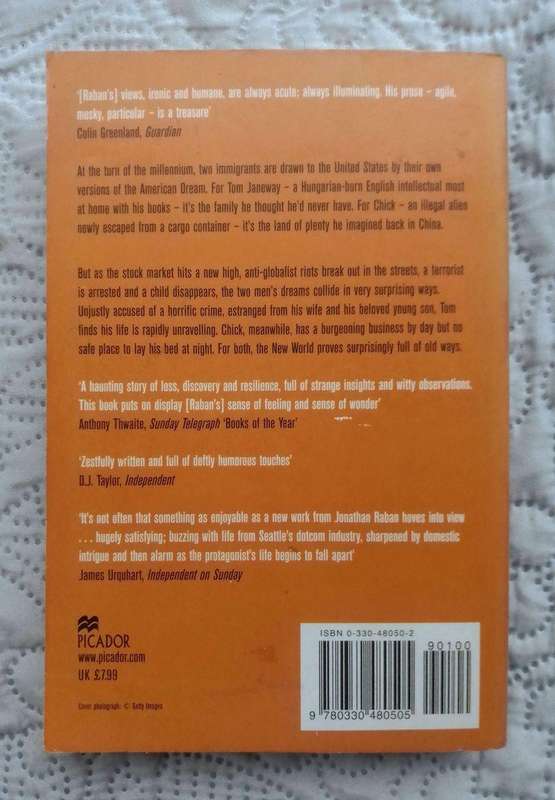 ‘[Raban's] views, ironic and humane, are always acute; always illuminating. His prose – agile,
musky, particular – is a treasure’
Colin Greenland, Guardian
At the turn of the millennium, two immigrants are drawn to the United States by their own
versions of the American Dream. For Tom Janeway – a Hungarian-born English intellectual most
at home with his books – it's the family he thought he'd never have. For Chick – an illegal alien
newly escaped from a cargo container – it's the land of plenty he imagined back in China.
But as the stock market hits a new high, anti-globalist riots break out in the streets, a terrorist
is arrested and a child disappears, the two men's dreams collide in very surprising ways.
Unjustly accused of a horrific crime, estranged from his wife and his beloved young son, Tom
finds his life is rapidly unravelling. Chick, meanwhile, has a burgeoning business by day but no
safe place to lay his bed at night. For both, the New World proves surprisingly full of old ways.
‘A haunting story of loss, discovery and resilience, full of strange insights and witty observations.
This book puts on display [Raban's] sense of feeling and sense of wonder’
Anthony Thwaite, Sunday Telegraph ‘Books of the Year’
‘Zestfully written and full of deftly humorous touches’
D.J. Taylor, Independent
‘It's not often that something as enjoyable as a new work from Jonathan Raban hoves into view
. . . hugely satisfying; buzzing with life from Seattle's dotcom industry, sharpened by domestic
intrigue and then alarm as the protagonist's life begins to fall apart’
James Urquhart, Independent on Sunday
PICADOR
www.picador.com
UK £7.99
Cover photograph: © Getty Images
ISBN 0-330-48050-2
90100
9 780330 480505